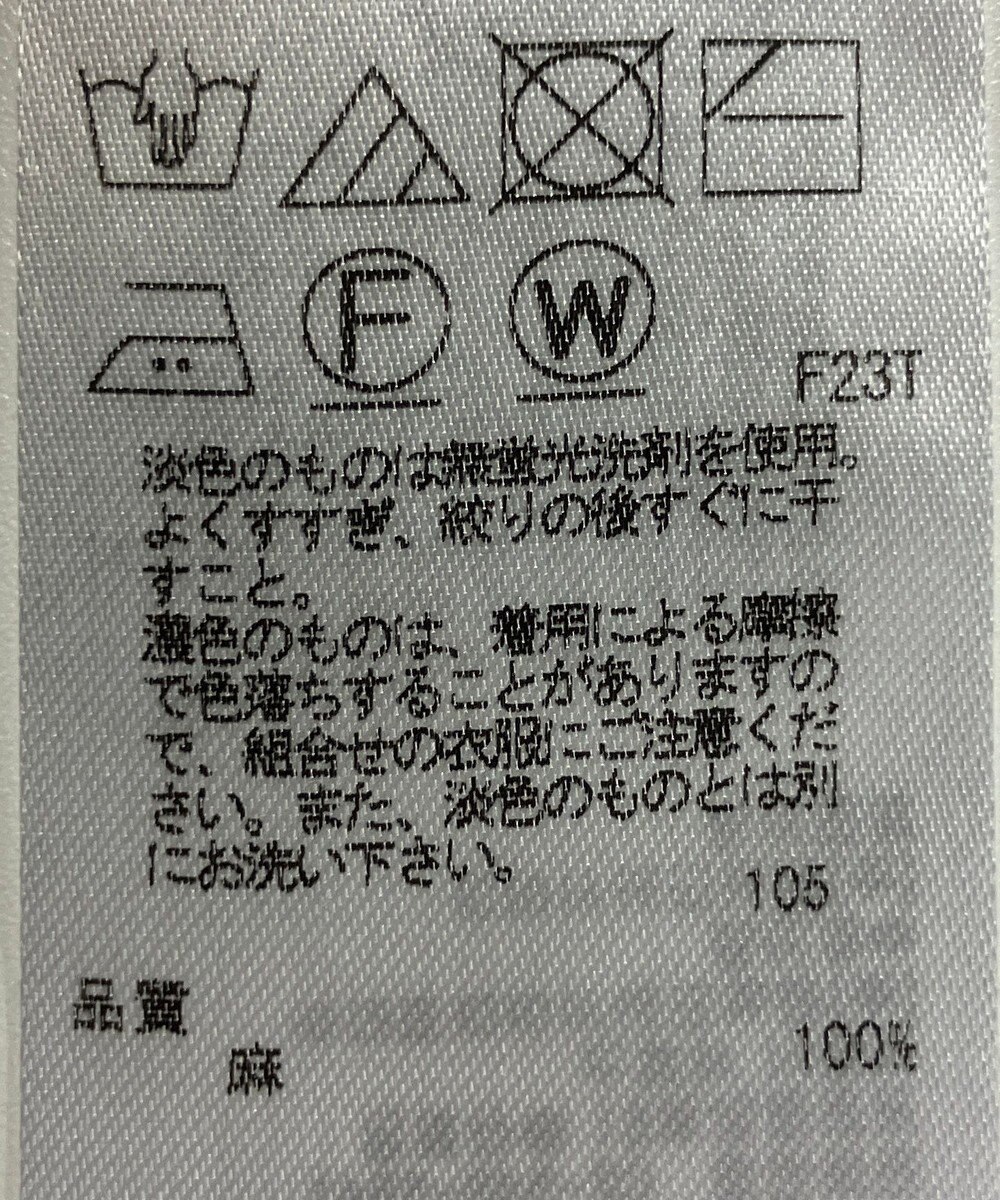 F
W
F23T
淡色のものは無蛍光洗剤を使用。
よくすすぎ、絞りの後すぐに干
すこと。
濃色のものは、着用による摩擦
で色落ちすることがありますの
で、組合せの衣服にご注意くだ
さい。また、淡色のものとは別
にお洗い下さい。
105
品質
麻 100%